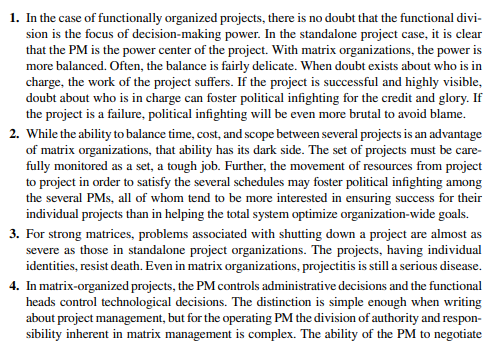 1. In the case of functionally organized projects, there is no doubt that the functional divi-
sion is the focus of decision-making power. In the standalone project case, it is clear
that the PM is the power center of the project. With matrix organizations, the power is
more balanced. Often, the balance is fairly delicate. When doubt exists about who is in
charge, the work of the project suffers. If the project is successful and highly visible,
doubt about who is in charge can foster political infighting for the credit and glory. If
the project is a failure, political infighting will be even more brutal to avoid blame.
2. While the ability to balance time, cost, and scope between several projects is an advantage
of matrix organizations, that ability has its dark side. The set of projects must be care-
fully monitored as a set, a tough job. Further, the movement of resources from project
to project in order to satisfy the several schedules may foster political infighting among
the several PMs, all of whom tend to be more interested in ensuring success for their
individual projects than in helping the total system optimize organization-wide goals.
3. For strong matrices, problems associated with shutting down a project are almost as
severe as those in standalone project organizations. The projects, having individual
identities, resist death. Even in matrix organizations, projectitis is still a serious disease.
4. In matrix-organized projects, the PM controls administrative decisions and the functional
heads control technological decisions. The distinction is simple enough when writing
about project management, but for the operating PM the division of authority and respon-
sibility inherent in matrix management is complex. The ability of the PM to negotiate